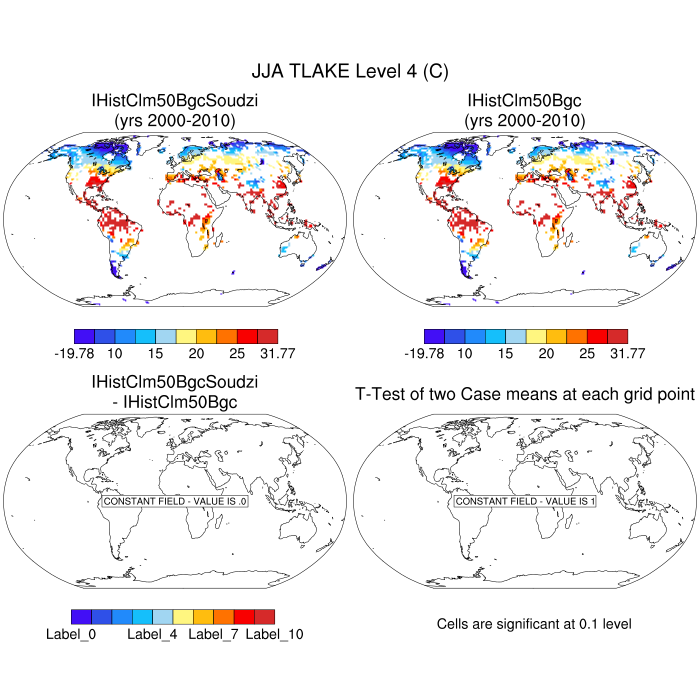 JJA TLAKE Level 4 (C)
IHistClm50BgcSoudzi
(yrs 2000-2010)
IHistClm50Bgc
(yrs 2000-2010)
-19.78 10 15 20 25 31.77
-19.78 10 15 20 25 31.77
IHistClm50BgcSoudzi
- IHistClm50Bgc
T-Test of two Case means at each grid point
CONSTANT FIELD - VALUE IS .0
CONSTANT FIELD - VALUE IS 1
Label_0 Label_4 Label_7 Label_10
Cells are significant at 0.1 level